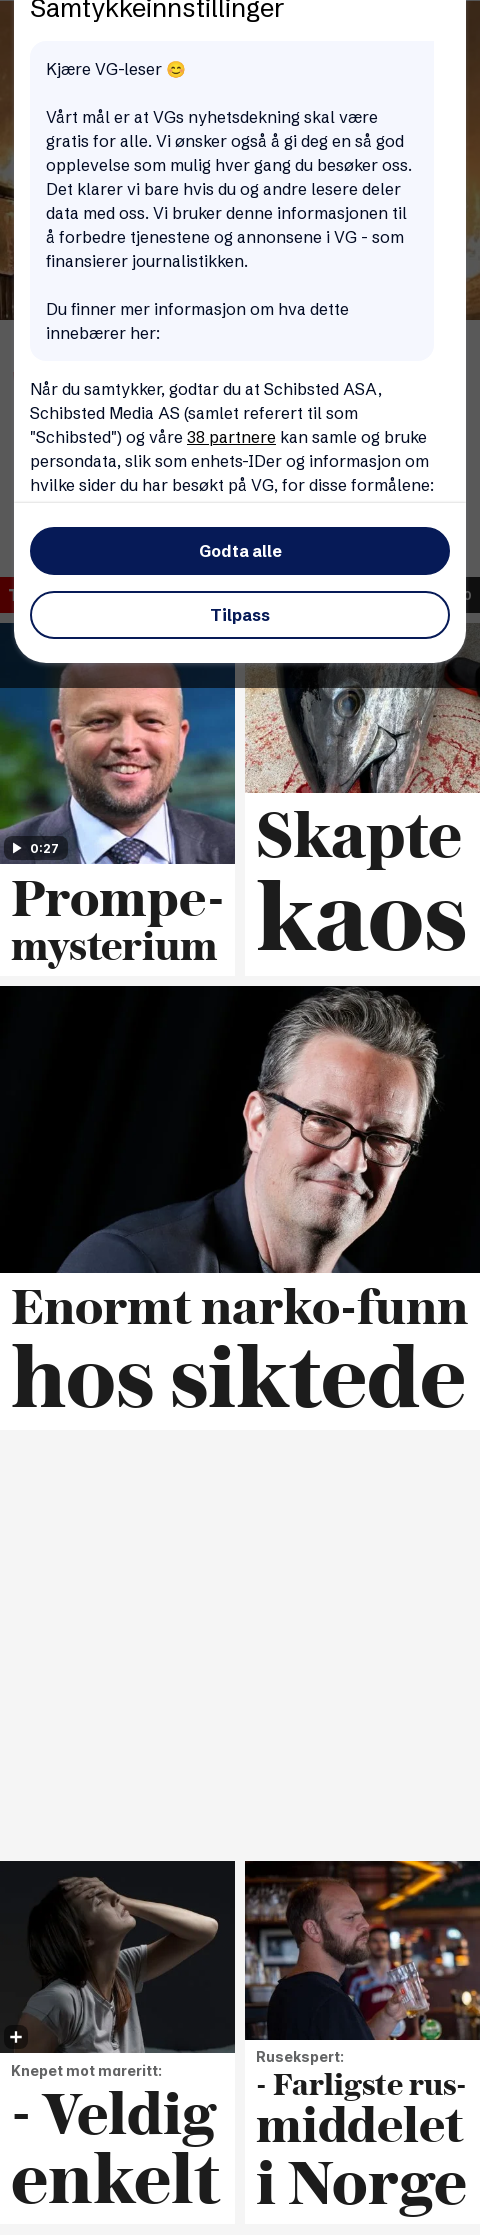 Samtykkeinnstillinger
Kjære VG-leser 😊
Vårt mål er at VGs nyhetsdekning skal være
gratis for alle. Vi ønsker også å gi deg en så god
opplevelse som mulig hver gang du besøker oss.
Det klarer vi bare hvis du og andre lesere deler
data med oss. Vi bruker denne informasjonen til
å forbedre tjenestene og annonsene i VG - som
finansierer journalistikken.
Du finner mer informasjon om hva dette
innebærer her:
Når du samtykker, godtar du at Schibsted ASA,
Schibsted Media AS (samlet referert til som
"Schibsted") og våre 38 partnere kan samle og bruke
persondata, slik som enhets-IDer og informasjon om
hvilke sider du har besøkt på VG, for disse formålene:
Godta alle
Tilpass
0:27
Prompe-
mysterium
Skapte
kaos
Enormt narko-funn
hos siktede
Knepet mot mareritt:
- Veldig
enkelt
Rusekspert:
- Farligste rus-
middelet
i Norge